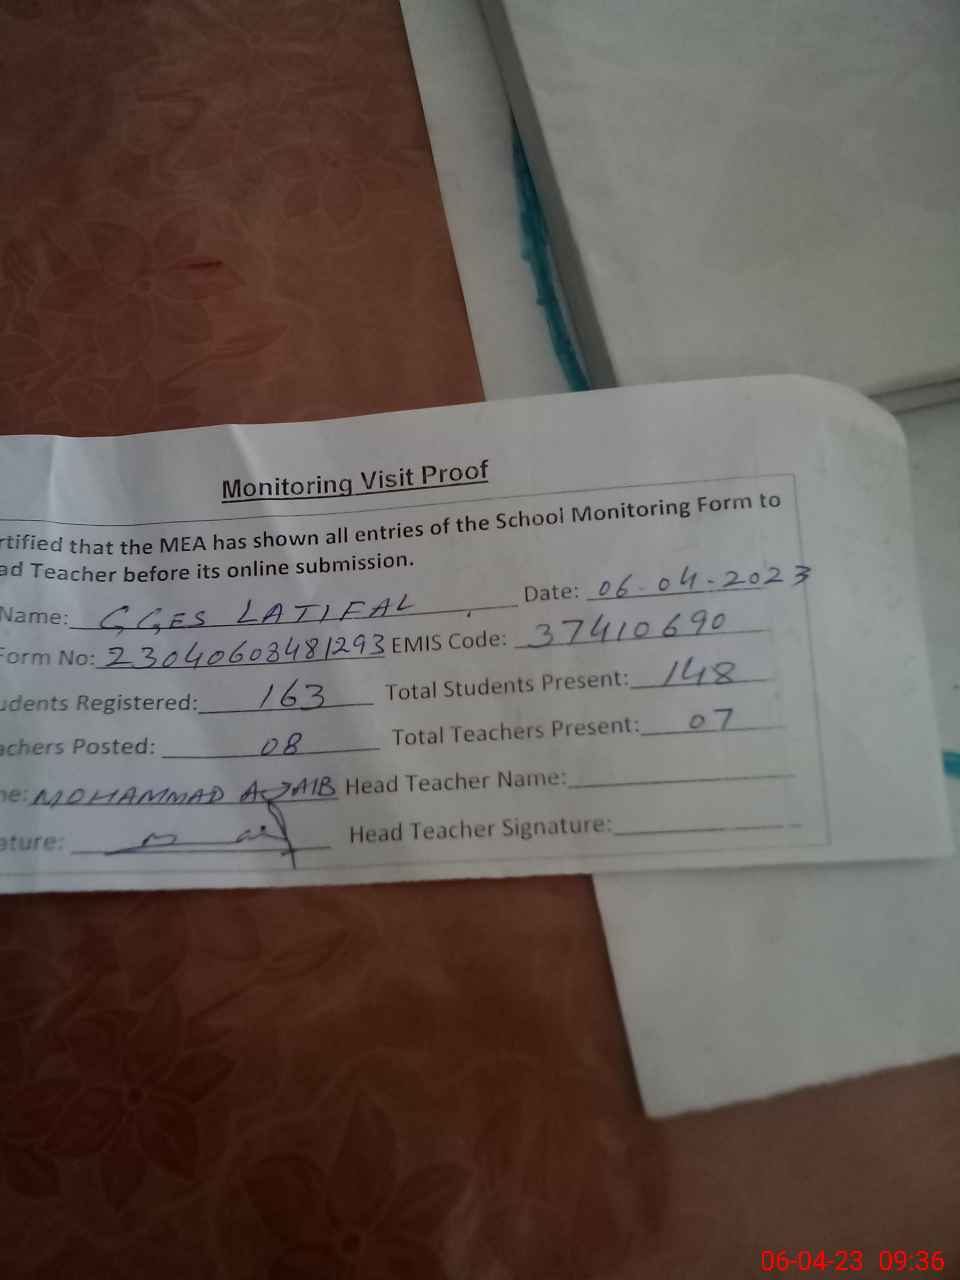 Monitoring Visit Proof
rtified that the MEA has shown all entries of the School Monitoring Form to
ad Teacher before its online submission.
Name: GGES LATIFAL Date: 06-04-2023
Form No: 23040603481293 EMIS Code: 37410690
udents Registered: 163 Total Students Present: 148
achers Posted: 08 Total Teachers Present: 07
me: MOHAMMAD AJAIB Head Teacher Name:
ature: Head Teacher Signature:
06-04-23 09:36